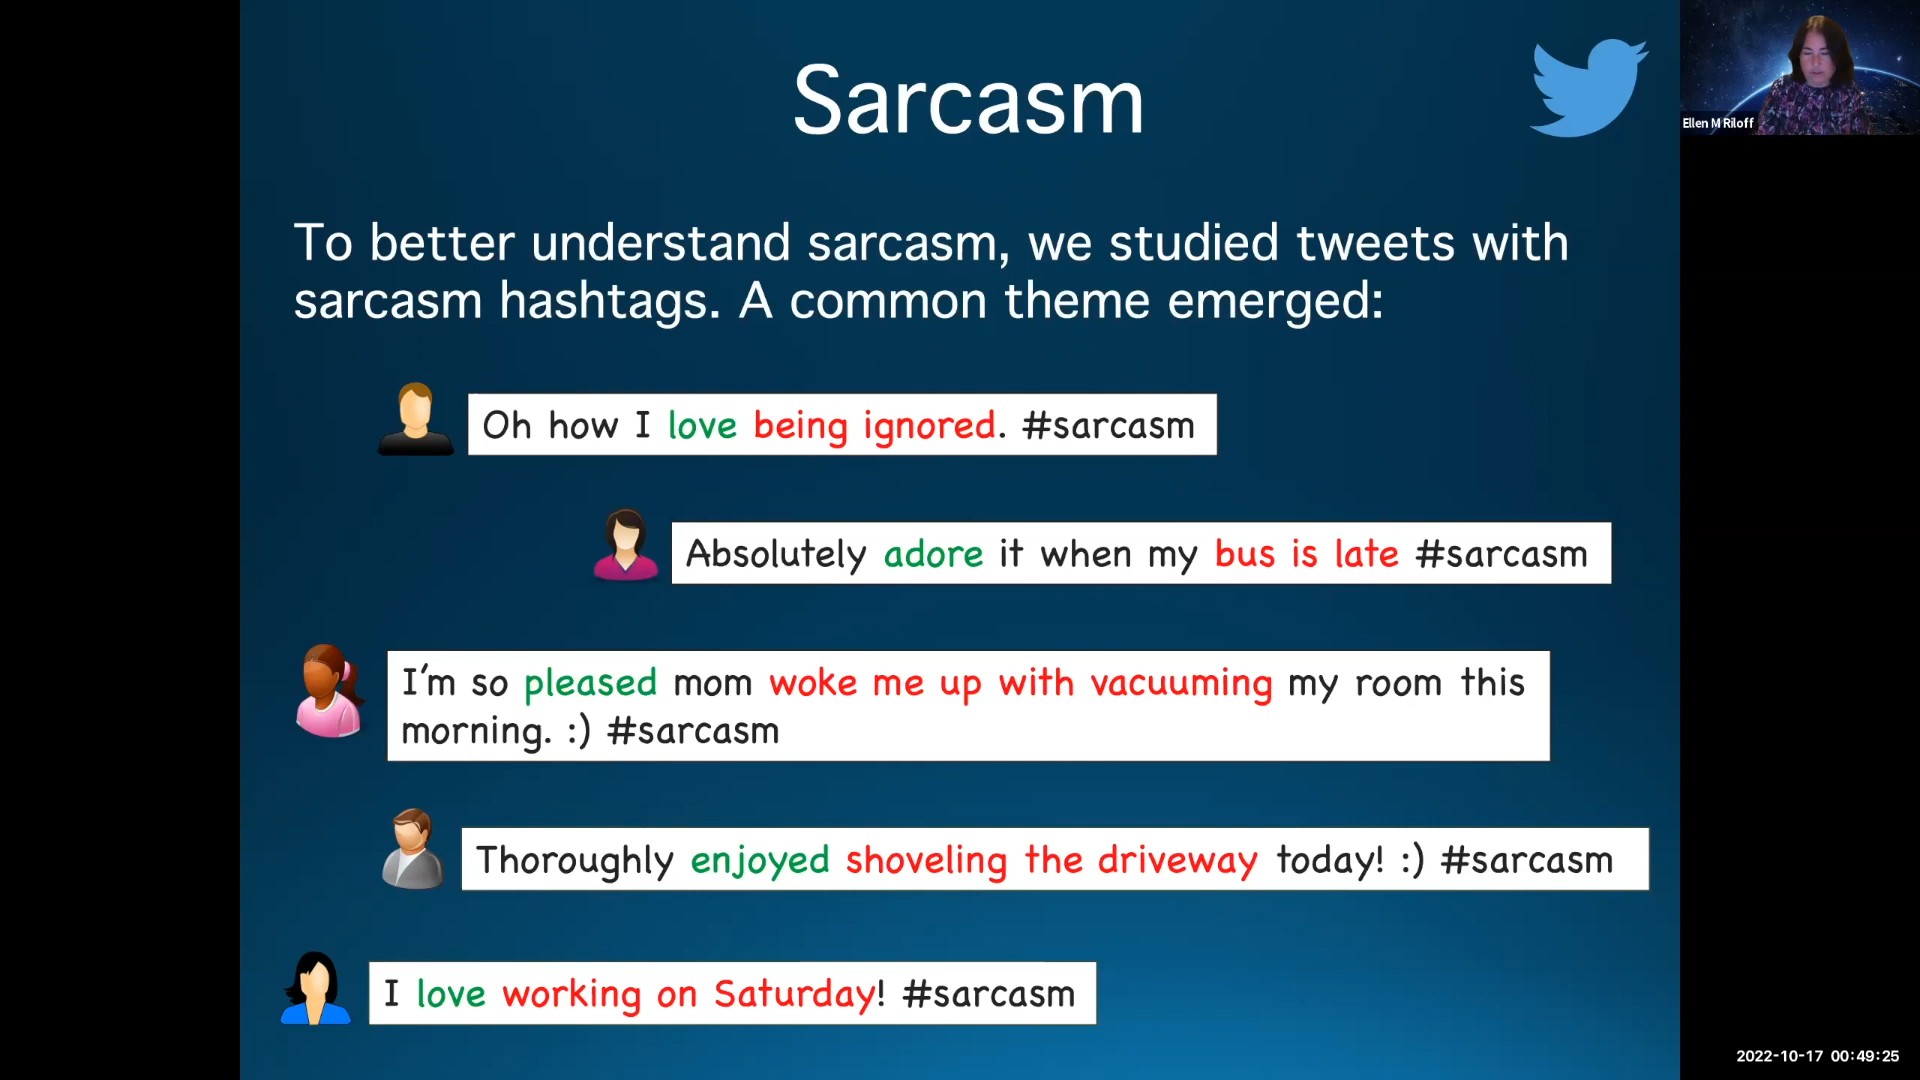 Sarcasm
Ellen M Riloff
To better understand sarcasm, we studied tweets with
sarcasm hashtags. A common theme emerged:
Oh how I love being ignored. #sarcasm
Absolutely adore it when my bus is late #sarcasm
I'm so pleased mom woke me up with vacuuming my room this
morning. :) #sarcasm
Thoroughly enjoyed shoveling the driveway today! :) #sarcasm
I love working on Saturday! #sarcasm
2022-10-17 00:49:25